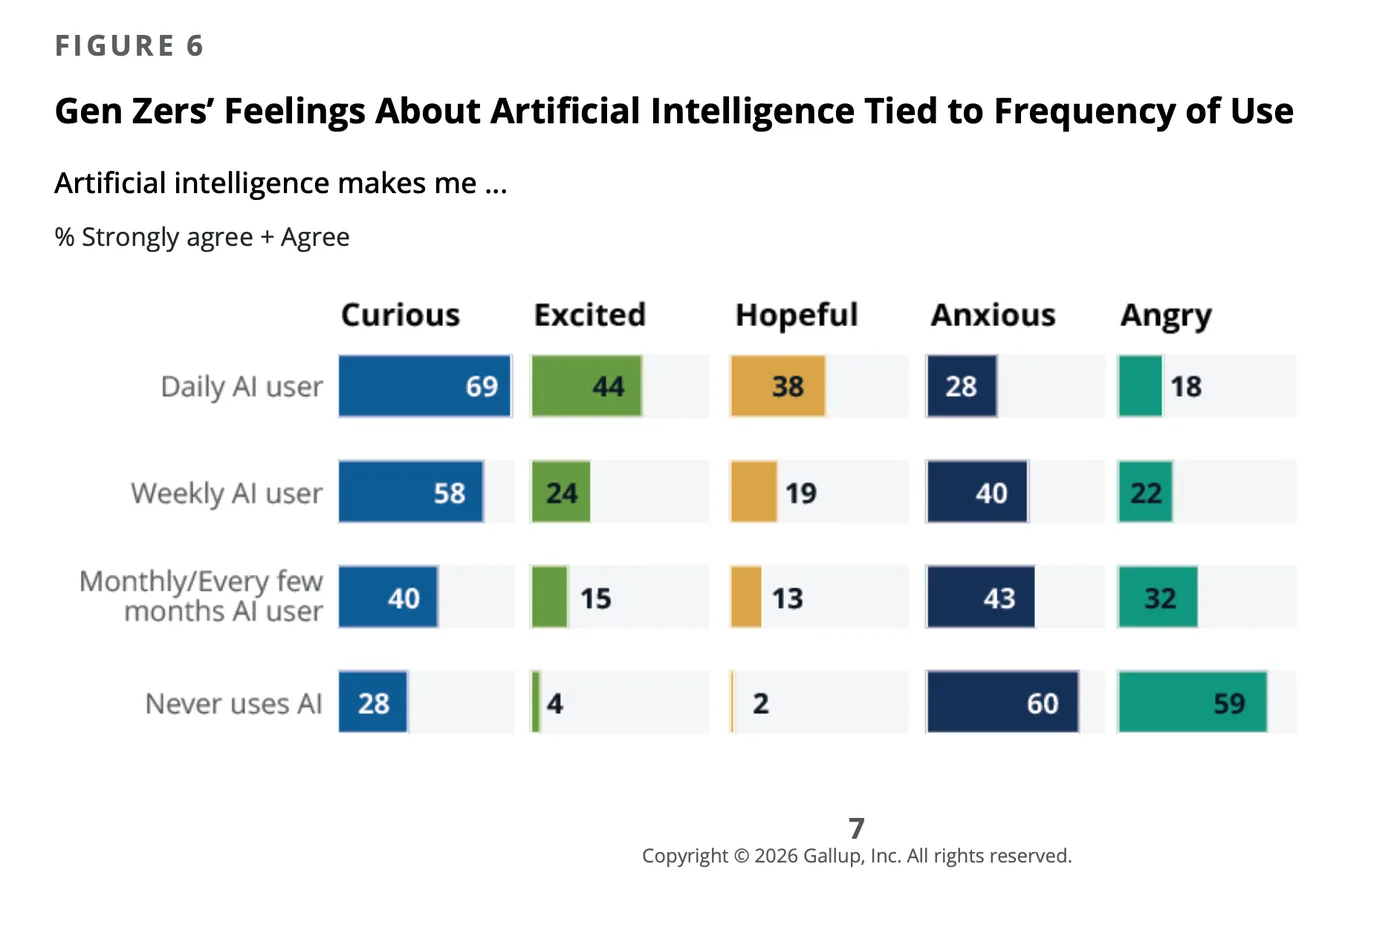 FIGURE 6
Gen Zers’ Feelings About Artificial Intelligence Tied to Frequency of Use
Artificial intelligence makes me ...
% Strongly agree + Agree
Curious Excited Hopeful Anxious Angry
Daily AI user 69 44 38 28 18
Weekly AI user 58 24 19 40 22
Monthly/Every few
months AI user 40 15 13 43 32
Never uses AI 28 4 2 60 59
7
Copyright © 2026 Gallup, Inc. All rights reserved.